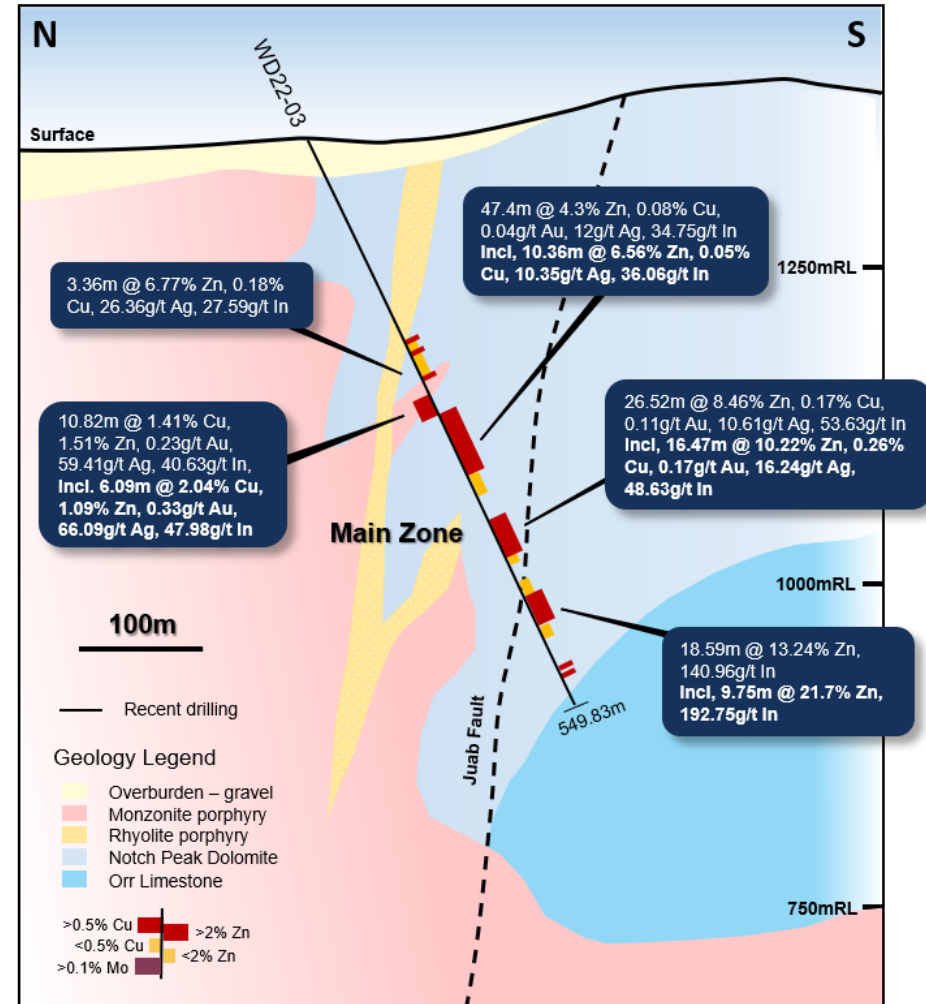 N
S
WD22-03
Surface
47.4m @ 4.3% Zn, 0.08% Cu,
0.04g/t Au, 12g/t Ag, 34.75g/t In
Incl, 10.36m @ 6.56% Zn, 0.05%
Cu, 10.35g/t Ag, 36.06g/t In
1250mRL
3.36m @ 6.77% Zn, 0.18%
Cu, 26.36g/t Ag, 27.59g/t In
10.82m @ 1.41% Cu,
1.51% Zn, 0.23g/t Au,
59.41g/t Ag, 40.63g/t In,
Incl. 6.09m @ 2.04% Cu,
1.09% Zn, 0.33g/t Au,
66.09g/t Ag, 47.98g/t In
26.52m @ 8.46% Zn, 0.17% Cu,
0.11g/t Au, 10.61g/t Ag, 53.63g/t In
Incl, 16.47m @ 10.22% Zn, 0.26%
Cu, 0.17g/t Au, 16.24g/t Ag,
48.63g/t In
Main Zone
1000mRL
100m
18.59m @ 13.24% Zn,
140.96g/t In
Incl, 9.75m @ 21.7% Zn,
192.75g/t In
Recent drilling
549.83m
Juab Fault
Geology Legend
Overburden – gravel
Monzonite porphyry
Rhyolite porphyry
Notch Peak Dolomite
Orr Limestone
750mRL
>0.5% Cu
>2% Zn
<0.5% Cu
<2% Zn
>0.1% Mo